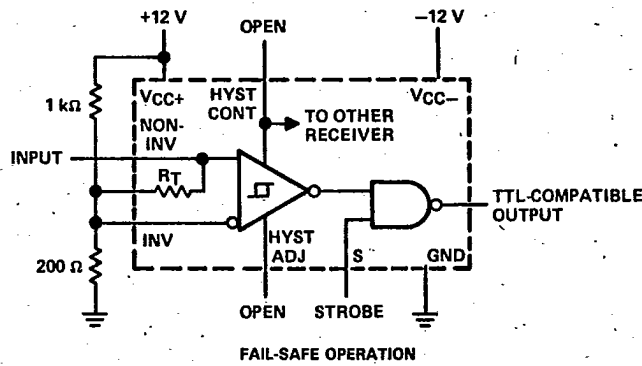 +12 V
OPEN
−12 V
1 kΩ
VCC+
HYST
CONT
VCC−
TO OTHER
RECEIVER
NON-
INV
INPUT
RT
TTL-COMPATIBLE
OUTPUT
INV
HYST
ADJ
S
GND
200 Ω
OPEN
STROBE
FAIL-SAFE OPERATION